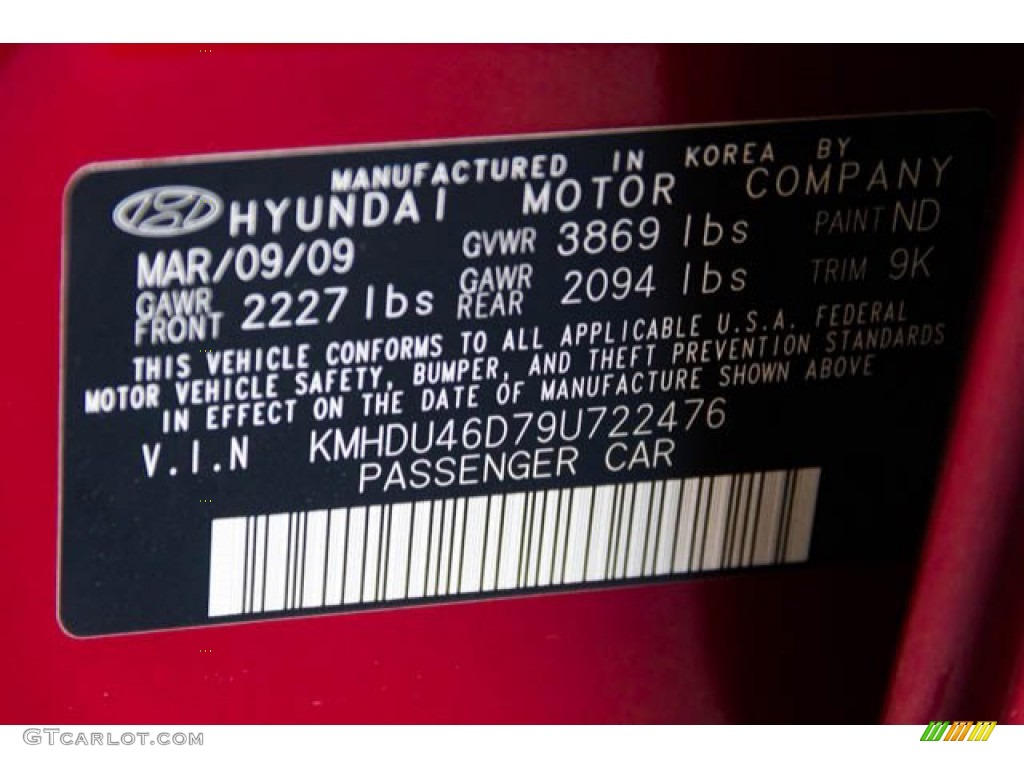 MANUFACTURED IN KOREA BY
HYUNDAI MOTOR COMPANY
MAR/09/09 GVWR 3869 lbs PAINT ND
GAWR FRONT 2227 lbs GAWR REAR 2094 lbs TRIM 9K
THIS VEHICLE CONFORMS TO ALL APPLICABLE U.S.A. FEDERAL
MOTOR VEHICLE SAFETY, BUMPER, AND THEFT PREVENTION STANDARDS
IN EFFECT ON THE DATE OF MANUFACTURE SHOWN ABOVE
V.I.N KMHDU46D79U722476
PASSENGER CAR
GTCARLOT.COM